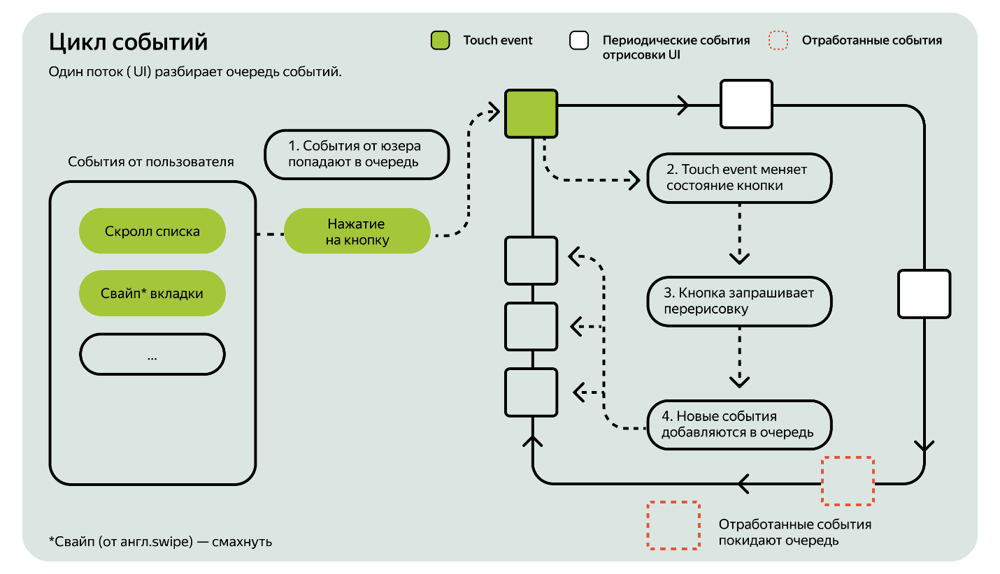 Цикл событий
Один поток ( UI) разбирает очередь событий.
Touch event
Периодические события
отрисовки UI
Отработанные события
События от пользователя
Скролл списка
Свайп* вкладки
...
1. События от юзера
попадают в очередь
Нажатие
на кнопку
2. Touch event меняет
состояние кнопки
3. Кнопка запрашивает
перерисовку
4. Новые события
добавляются в очередь
Отработанные события
покидают очередь
*Свайп (от англ.swipe) — смахнуть